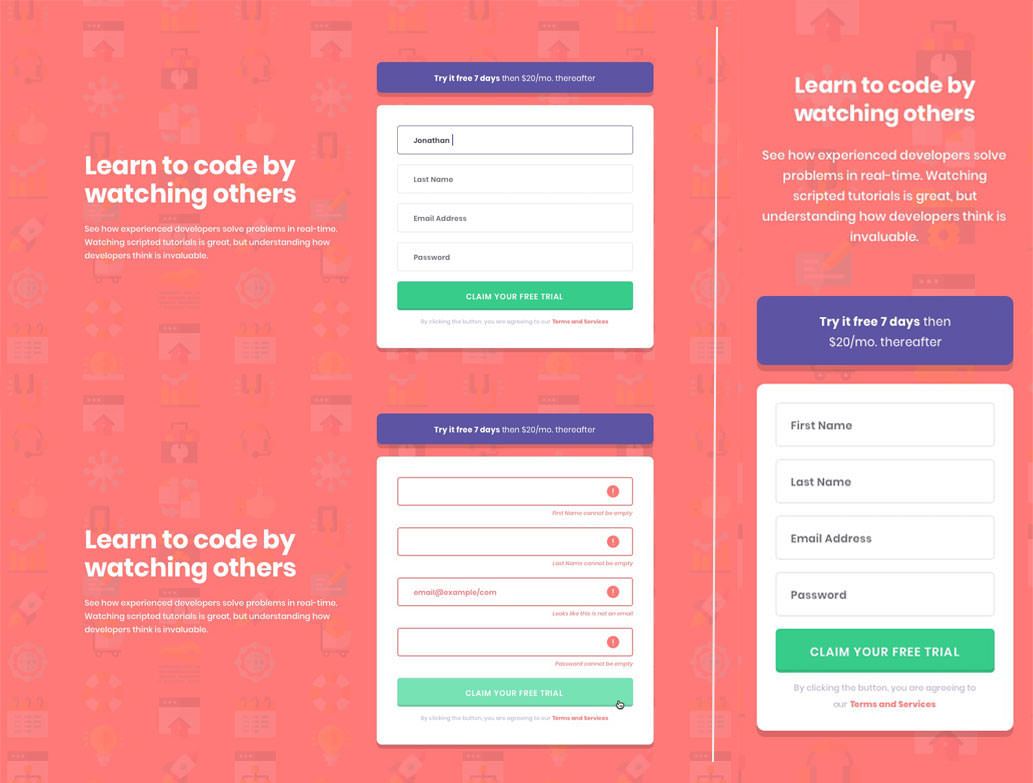 Learn to code by
watching others
See how experienced developers solve problems in real-time.
Watching scripted tutorials is great, but understanding how
developers think is invaluable.
Try it free 7 days then $20/mo. thereafter
Jonathan
Last Name
Email Address
Password
CLAIM YOUR FREE TRIAL
By clicking the button, you are agreeing to our Terms and Services
Learn to code by
watching others
See how experienced developers solve problems in real-time.
Watching scripted tutorials is great, but understanding how
developers think is invaluable.
Try it free 7 days then $20/mo. thereafter
First Name cannot be empty
Last Name cannot be empty
email@example/com
Looks like this is not an email
Password cannot be empty
CLAIM YOUR FREE TRIAL
By clicking the button, you are agreeing to our Terms and Services
Learn to code by
watching others
See how experienced developers solve
problems in real-time. Watching
scripted tutorials is great, but
understanding how developers think is
invaluable.
Try it free 7 days then
$20/mo. thereafter
First Name
Last Name
Email Address
Password
CLAIM YOUR FREE TRIAL
By clicking the button, you are agreeing to
our Terms and Services